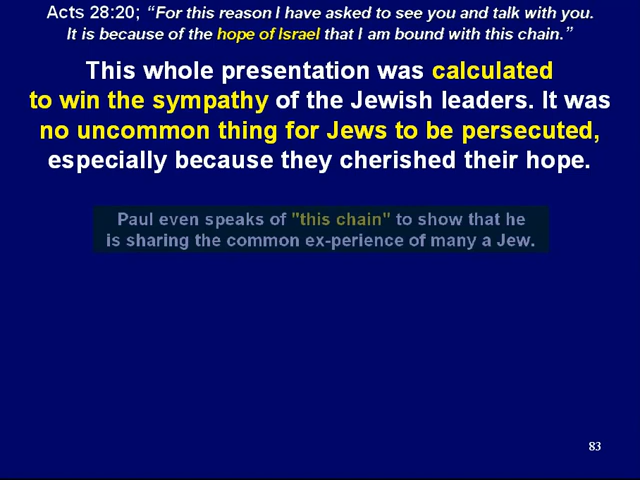 Acts 28:20; “For this reason I have asked to see you and talk with you.
It is because of the hope of Israel that I am bound with this chain.”
This whole presentation was calculated
to win the sympathy of the Jewish leaders. It was
no uncommon thing for Jews to be persecuted,
especially because they cherished their hope.
Paul even speaks of "this chain" to show that he
is sharing the common ex-perience of many a Jew.
83